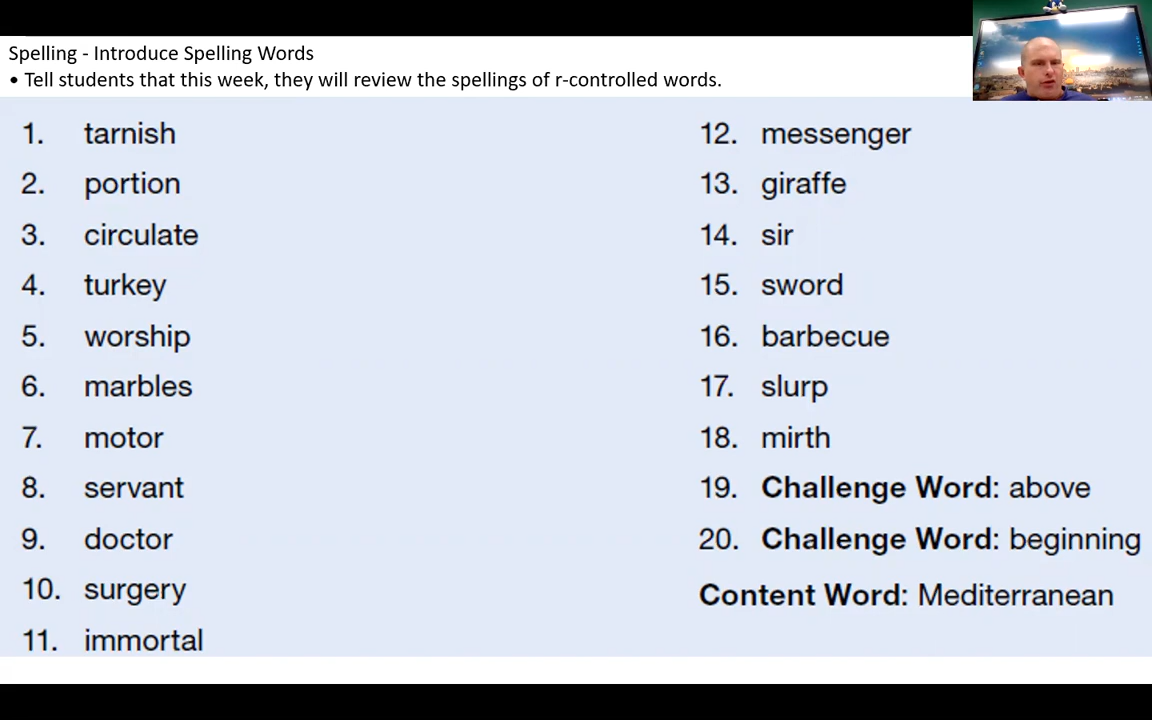 Spelling - Introduce Spelling Words
• Tell students that this week, they will review the spellings of r-controlled words.
1. tarnish
2. portion
3. circulate
4. turkey
5. worship
6. marbles
7. motor
8. servant
9. doctor
10. surgery
11. immortal
12. messenger
13. giraffe
14. sir
15. sword
16. barbecue
17. slurp
18. mirth
19. Challenge Word: above
20. Challenge Word: beginning
Content Word: Mediterranean